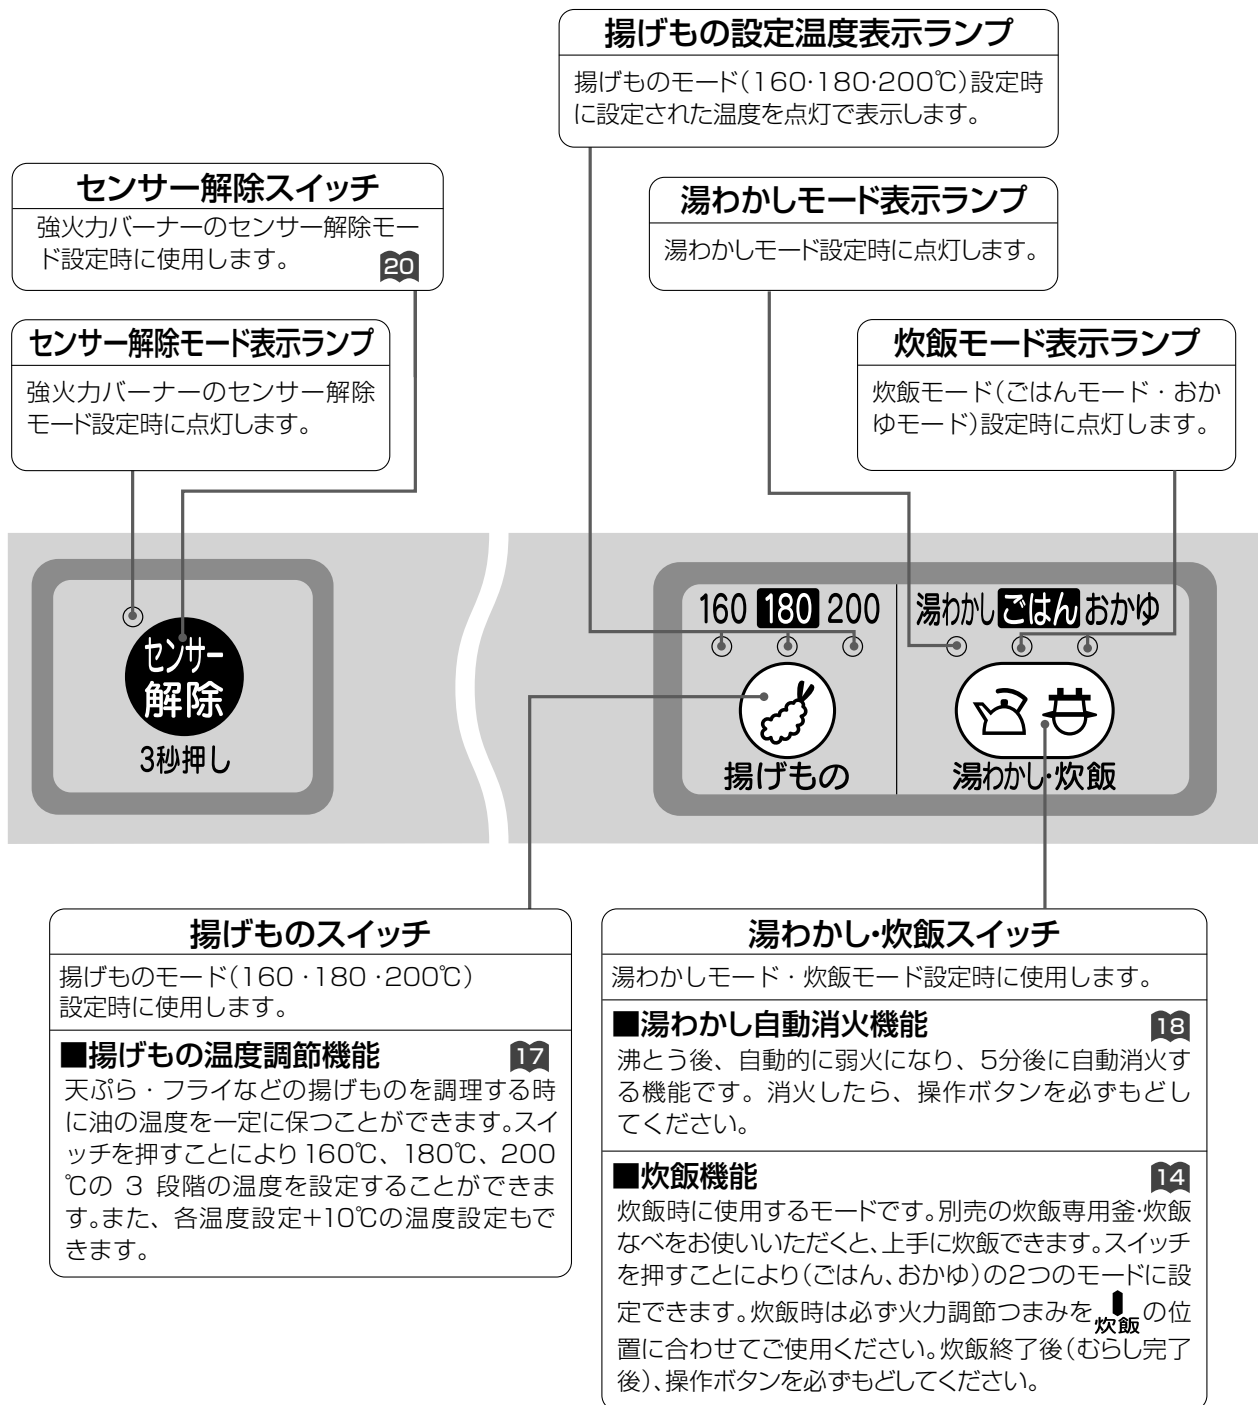 揚げもの設定温度表示ランプ
揚げものモード(160･180･200℃)設定時
に設定された温度を点灯で表示します。
センサー解除スイッチ
強火力バーナーのセンサー解除モー
ド設定時に使用します。 20
湯わかしモード表示ランプ
湯わかしモード設定時に点灯します。
センサー解除モード表示ランプ
強火力バーナーのセンサー解除
モード設定時に点灯します。
炊飯モード表示ランプ
炊飯モード(ごはんモード・おか
ゆモード)設定時に点灯します。
センサー
解除
3秒押し
160 180 200
揚げもの
湯わかし ごはん おかゆ
湯わかし･炊飯
揚げものスイッチ
揚げものモード(160・180・200℃)
設定時に使用します。
■揚げもの温度調節機能 17
天ぷら・フライなどの揚げものを調理する時
に油の温度を一定に保つことができます。スイ
ッチを押すことにより160℃、180℃、200
℃の 3 段階の温度を設定することができま
す。また、各温度設定+10℃の温度設定もで
きます。
湯わかし･炊飯スイッチ
湯わかしモード・炊飯モード設定時に使用します。
■湯わかし自動消火機能 18
沸とう後、自動的に弱火になり、5分後に自動消火す
る機能です。消火したら、操作ボタンを必ずもどし
てください。
■炊飯機能 14
炊飯時に使用するモードです。別売の炊飯専用釜･炊飯
なべをお使いいただくと、上手に炊飯できます。スイッチ
を押すことにより(ごはん、おかゆ)の2つのモードに設
定できます。炊飯時は必ず火力調節つまみを炊飯の位
置に合わせてご使用ください。炊飯終了後(むらし完了
後)、操作ボタンを必ずもどしてください。